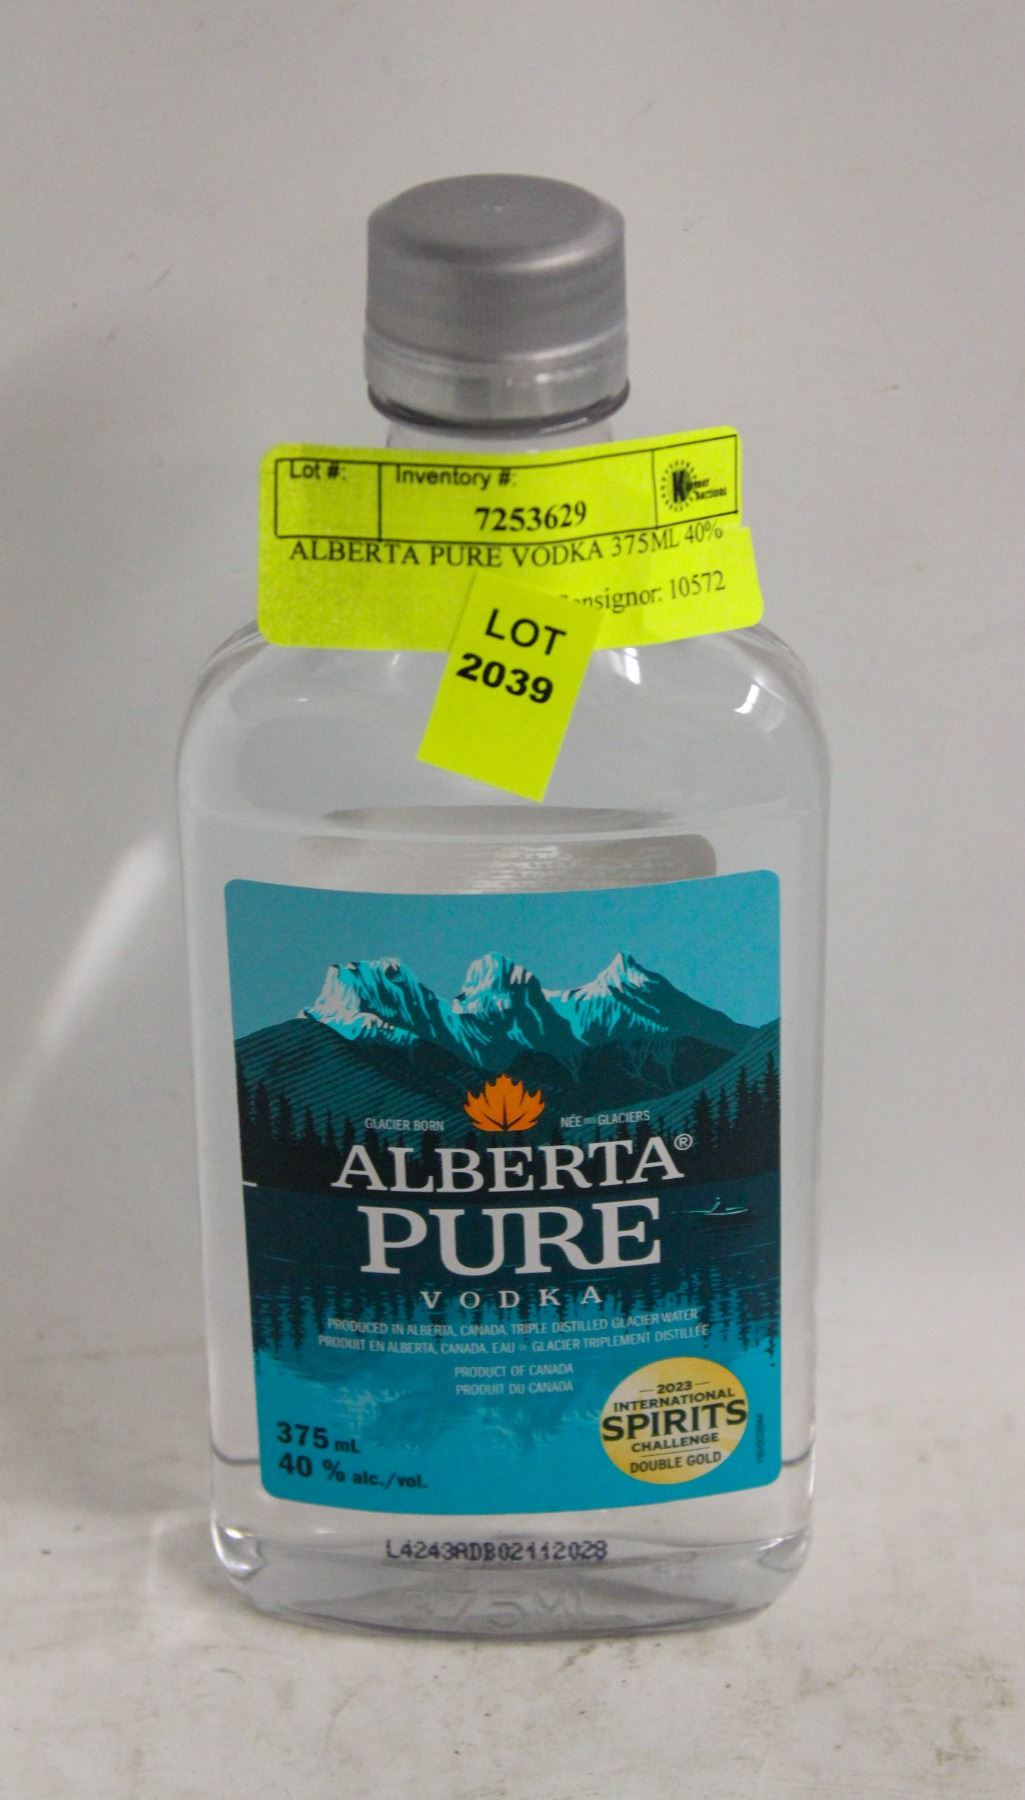 Lot #:
Inventory #:
7253629
ALBERTA PURE VODKA 375ML 40%
Consignor: 10572
LOT
2039
GLACIER BORN
NÉE DES GLACIERS
ALBERTA®
PURE
VODKA
PRODUCED IN ALBERTA, CANADA. TRIPLE DISTILLED GLACIER WATER
PRODUIT EN ALBERTA, CANADA. EAU DE GLACIER TRIPLEMENT DISTILLÉE
PRODUCT OF CANADA
PRODUIT DU CANADA
2023
INTERNATIONAL
SPIRITS
CHALLENGE
DOUBLE GOLD
375 mL
40 % alc./vol.
L4243ADB02112028
375ML